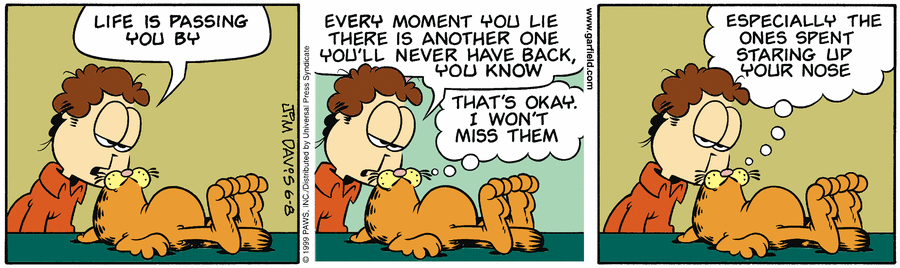 LIFE IS PASSING
YOU BY
JIM DAVIS 6-8
© 1999 PAWS, INC./Distributed by Universal Press Syndicate
EVERY MOMENT YOU LIE
THERE IS ANOTHER ONE
YOU'LL NEVER HAVE BACK,
YOU KNOW
THAT'S OKAY.
I WON'T
MISS THEM
www.garfield.com
ESPECIALLY THE
ONES SPENT
STARING UP
YOUR NOSE